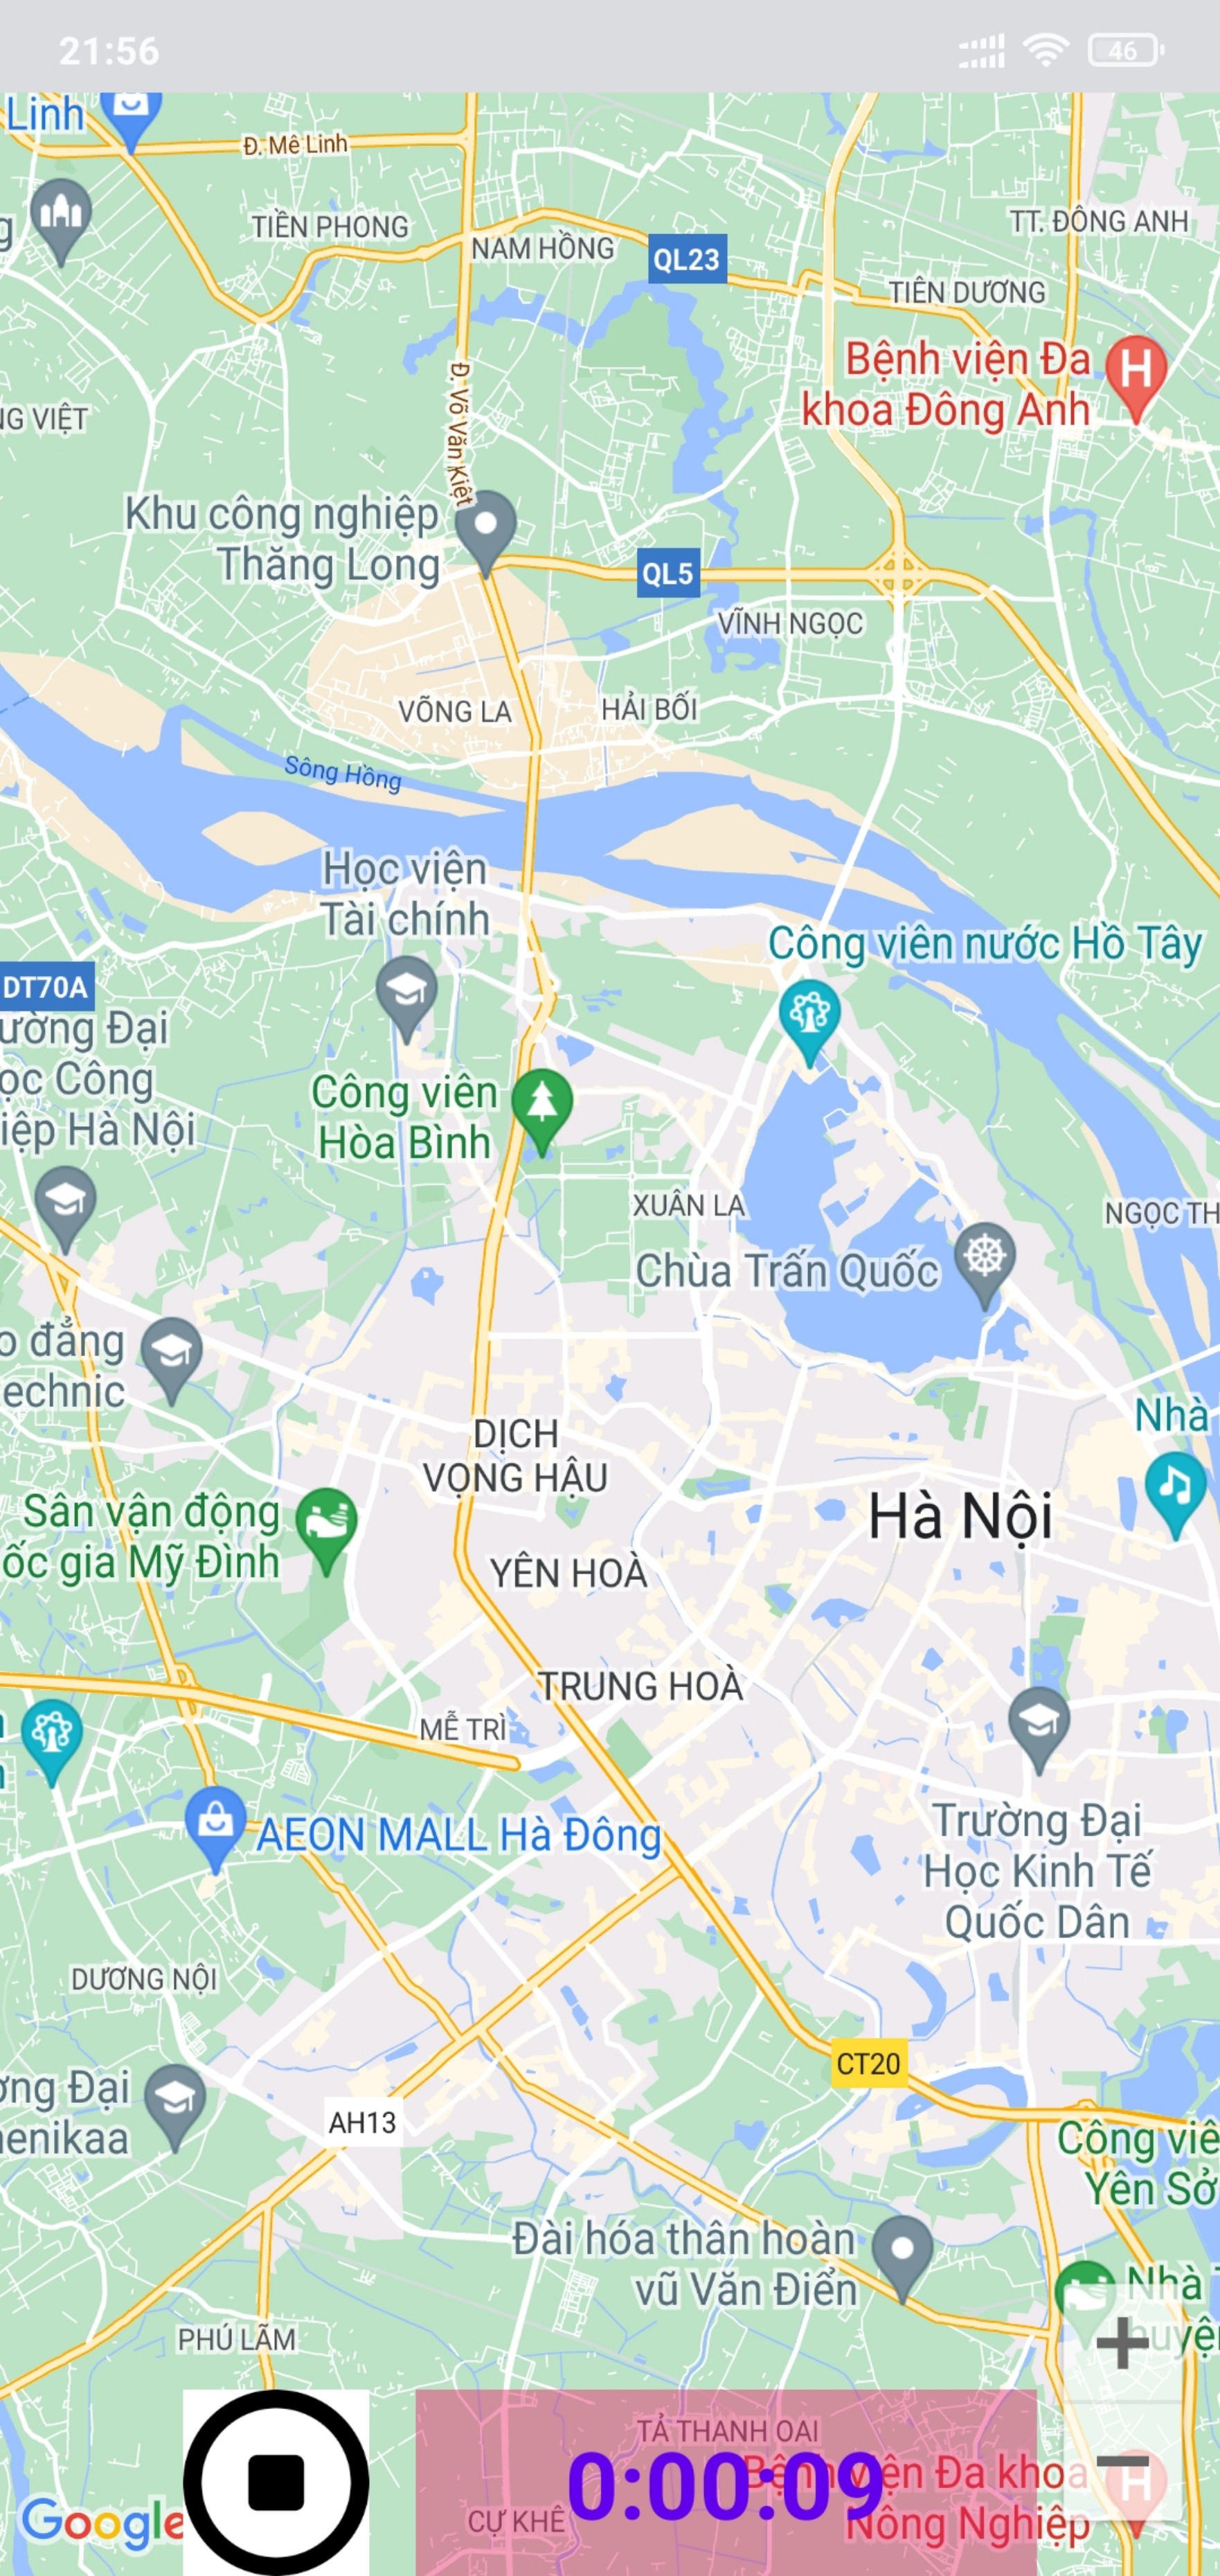 21:56
46
Linh
Đ. Mê Linh
TIỀN PHONG
NAM HỒNG
QL23
TT. ĐÔNG ANH
TIÊN DƯƠNG
Bệnh viện Đa
khoa Đông Anh
Đ. Võ Văn Kiệt
NG VIỆT
Khu công nghiệp
Thăng Long
QL5
VĨNH NGỌC
VÕNG LA
HẢI BỐI
Sông Hồng
Học viện
Tài chính
Công viên nước Hồ Tây
DT70A
ường Đại
ọc Công
iệp Hà Nội
Công viên
Hòa Bình
XUÂN LA
NGỌC TH
Chùa Trấn Quốc
o đẳng
echnic
Nhà
DỊCH
VỌNG HẬU
Sân vận động
ốc gia Mỹ Đình
Hà Nội
YÊN HOÀ
TRUNG HOÀ
MỄ TRÌ
AEON MALL Hà Đông
Trường Đại
Học Kinh Tế
Quốc Dân
DƯƠNG NỘI
CT20
ờng Đại
enikaa
AH13
Công viê
Yên Sở
Đài hóa thân hoàn
vũ Văn Điển
Nhà T
huyệ
PHÚ LÃM
+
TẢ THANH OAI
0:00:09
Bệnh viện Đa khoa
Nông Nghiệp
−
CỰ KHÊ
Google